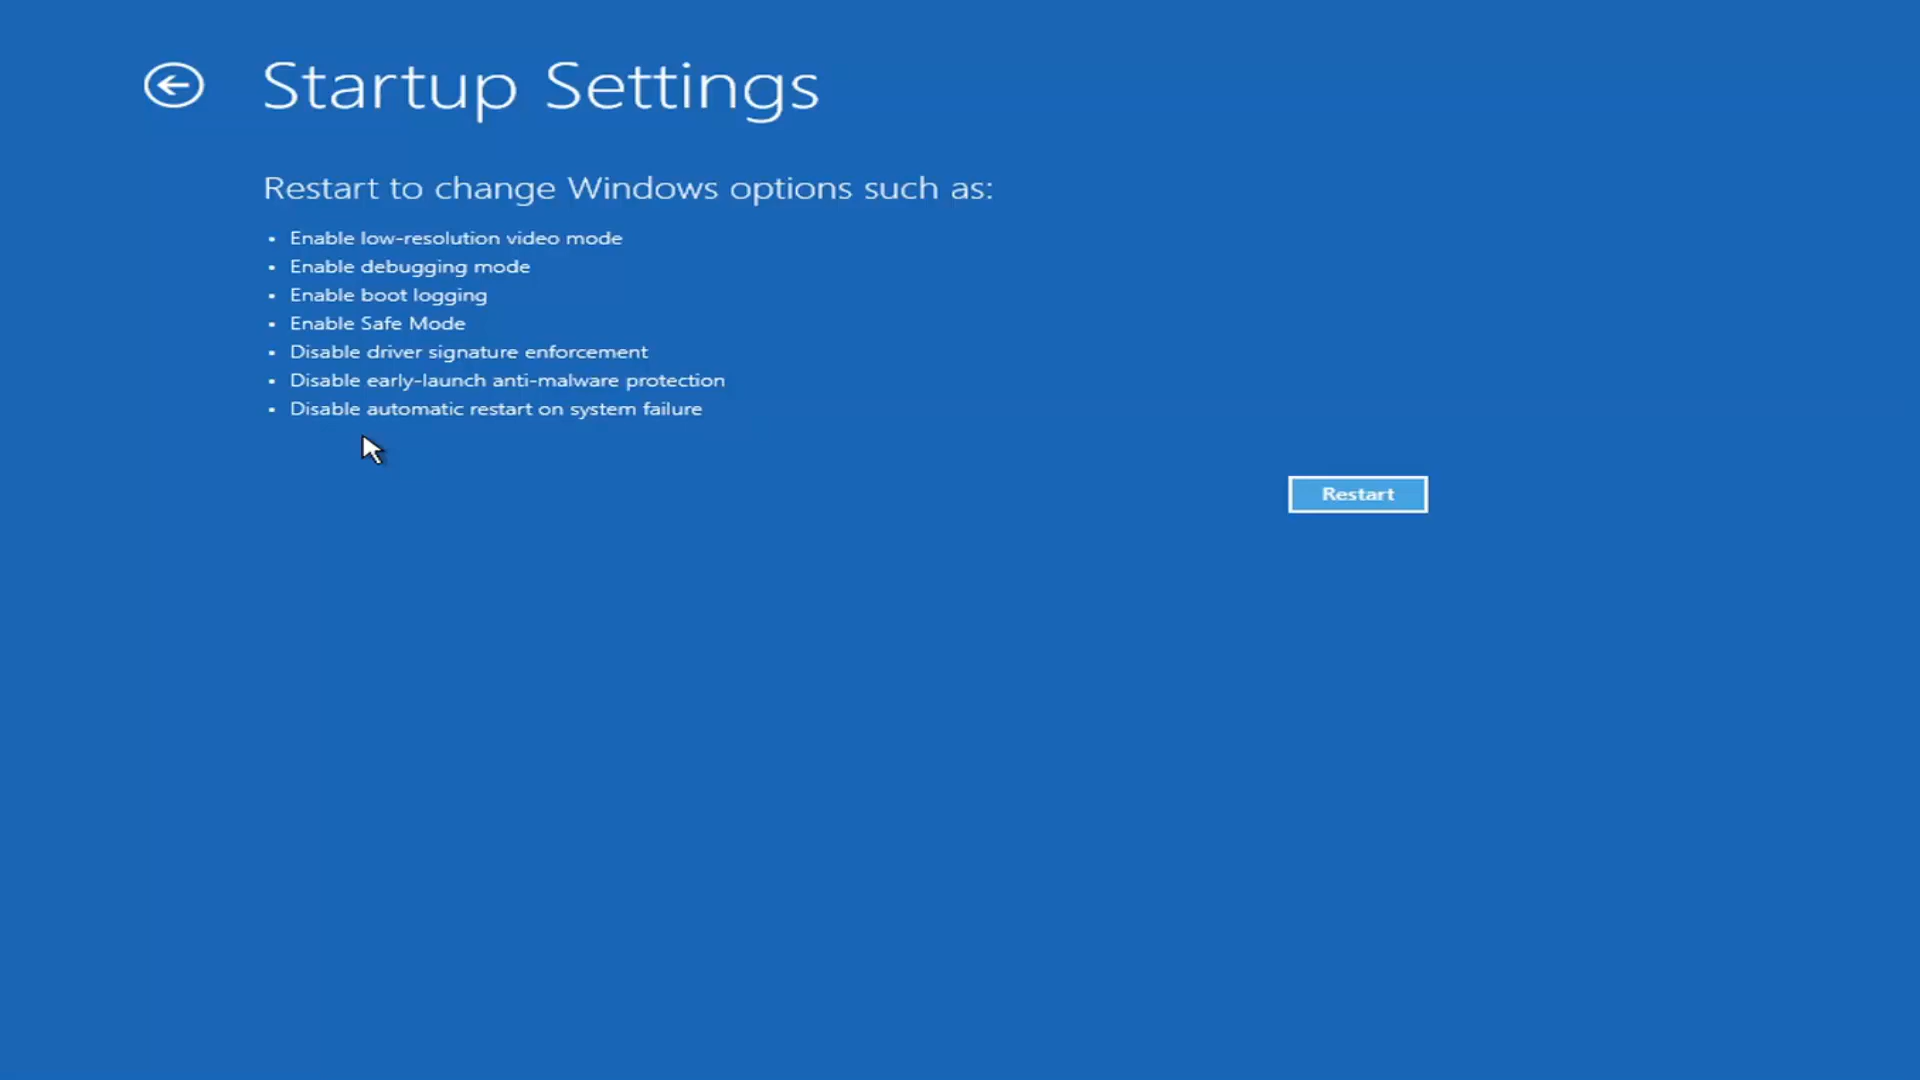 Startup Settings
Restart to change Windows options such as:
• Enable low-resolution video mode
• Enable debugging mode
• Enable boot logging
• Enable Safe Mode
• Disable driver signature enforcement
• Disable early-launch anti-malware protection
• Disable automatic restart on system failure
Restart